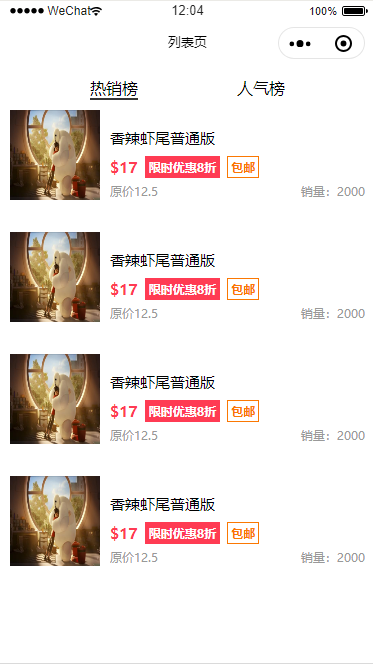 ●●●●● WeChat 12:04 100%
列表页
热销榜 人气榜
香辣虾尾普通版
$17 限时优惠8折 包邮
原价12.5 销量：2000
香辣虾尾普通版
$17 限时优惠8折 包邮
原价12.5 销量：2000
香辣虾尾普通版
$17 限时优惠8折 包邮
原价12.5 销量：2000
香辣虾尾普通版
$17 限时优惠8折 包邮
原价12.5 销量：2000